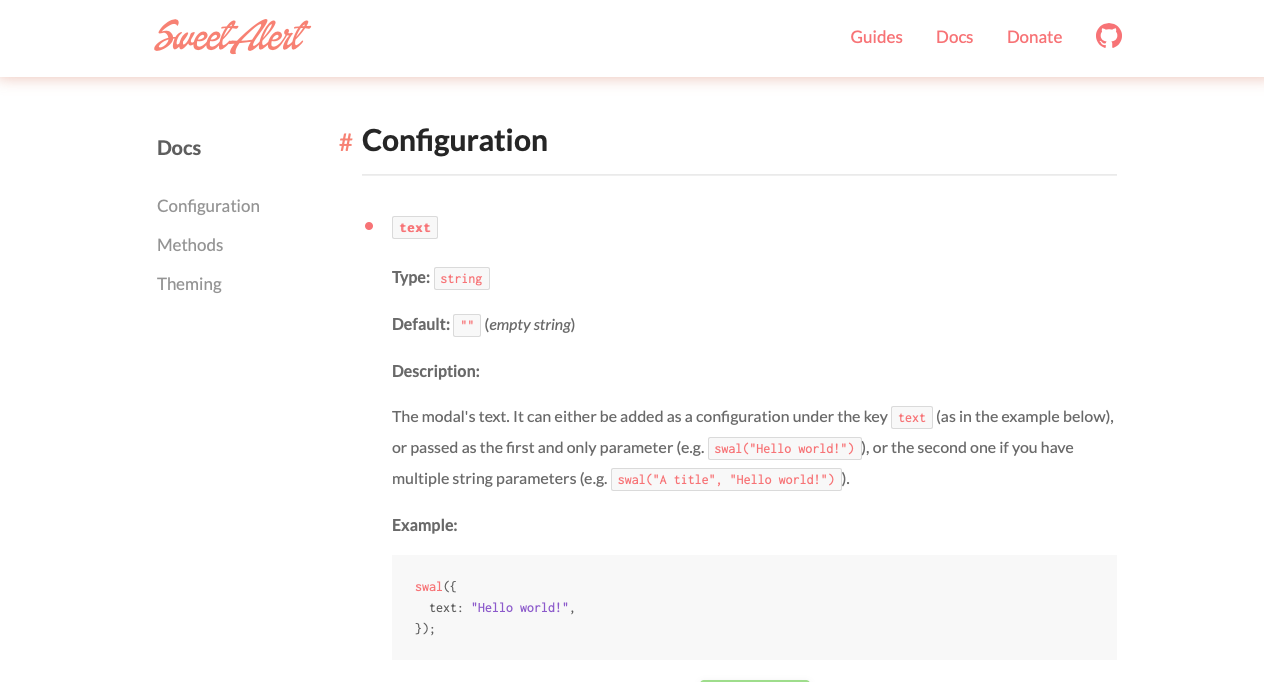 SweetAlert
Guides Docs Donate
Docs
Configuration
Methods
Theming
# Configuration
text
Type: string
Default: "" (empty string)
Description:
The modal's text. It can either be added as a configuration under the key text (as in the example below),
or passed as the first and only parameter (e.g. swal("Hello world!")), or the second one if you have
multiple string parameters (e.g. swal("A title", "Hello world!")).
Example:
swal({
  text: "Hello world!",
});